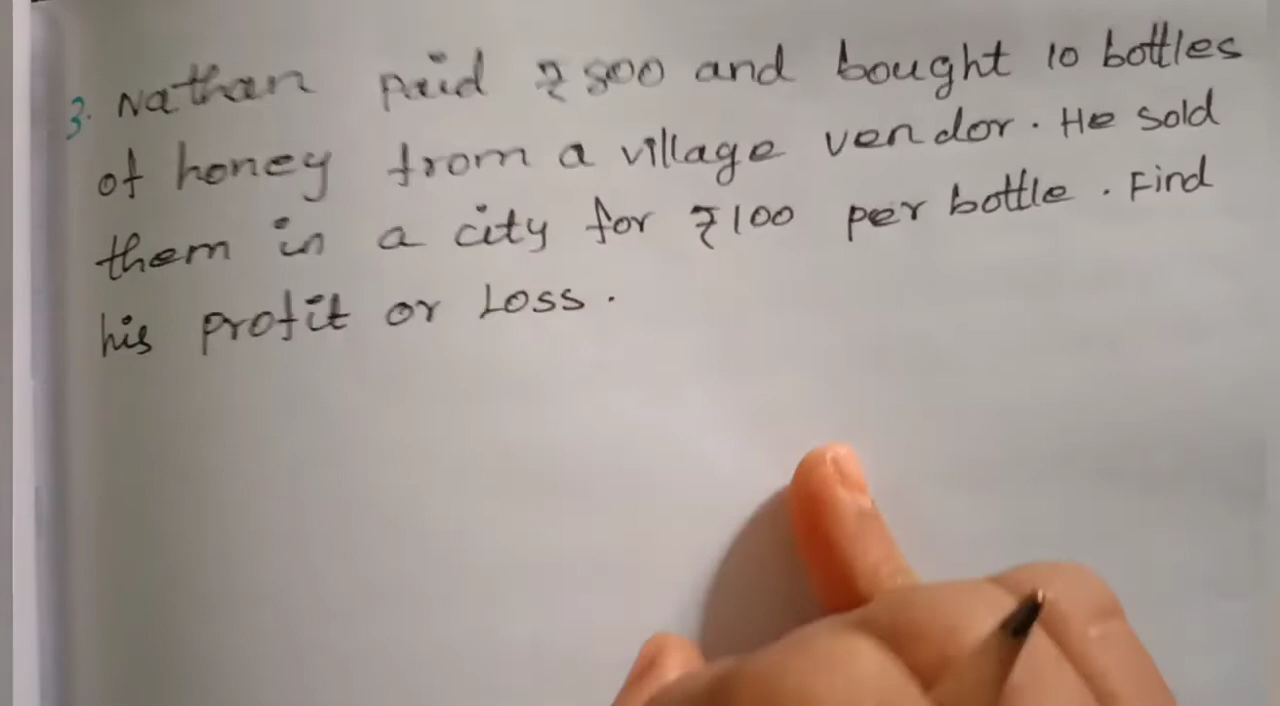 3. Nathan paid ₹800 and bought 10 bottles
of honey from a village vendor. He sold
them in a city for ₹100 per bottle. Find
his profit or Loss.